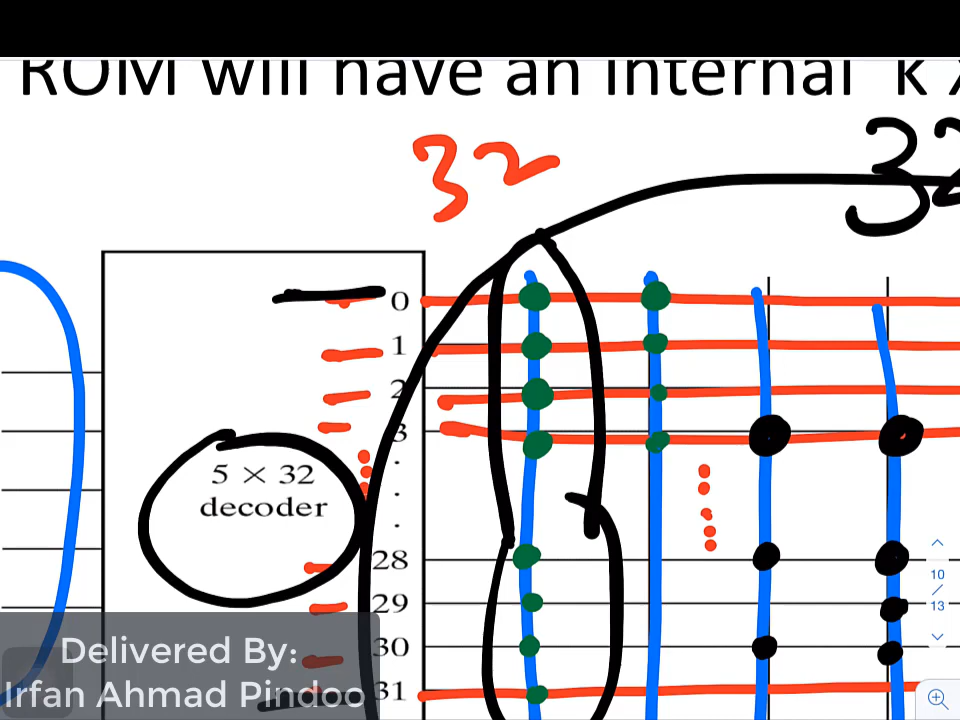 ROM will have an internal k
32
32
0
1
2
3
5 × 32
decoder
28
29
30
31
10
/
13
Delivered By:
Irfan Ahmad Pindoo